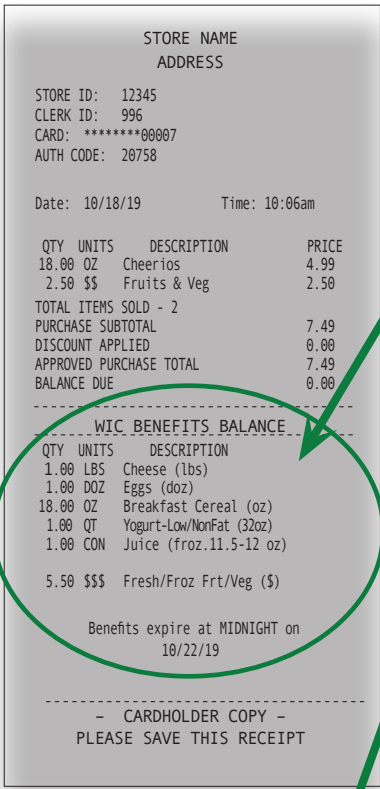 STORE NAME
ADDRESS
STORE ID: 12345
CLERK ID: 996
CARD: ********00007
AUTH CODE: 20758
Date: 10/18/19 Time: 10:06am
QTY UNITS DESCRIPTION PRICE
18.00 OZ Cheerios 4.99
2.50 $$ Fruits & Veg 2.50
TOTAL ITEMS SOLD - 2
PURCHASE SUBTOTAL 7.49
DISCOUNT APPLIED 0.00
APPROVED PURCHASE TOTAL 7.49
BALANCE DUE 0.00
WIC BENEFITS BALANCE
QTY UNITS DESCRIPTION
1.00 LBS Cheese (lbs)
1.00 DOZ Eggs (doz)
18.00 OZ Breakfast Cereal (oz)
1.00 QT Yogurt-Low/NonFat (32oz)
1.00 CON Juice (froz.11.5-12 oz)
5.50 $$$ Fresh/Froz Frt/Veg ($)
Benefits expire at MIDNIGHT on
10/22/19
– CARDHOLDER COPY –
PLEASE SAVE THIS RECEIPT